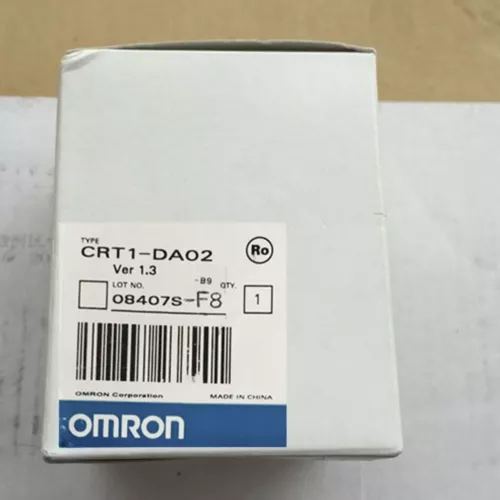 TYPE
CRT1-DA02
Ver 1.3
Ro
LOT NO. -B9 QTY.
08407S-F8 1
OMRON Corporation MADE IN CHINA
OMRON